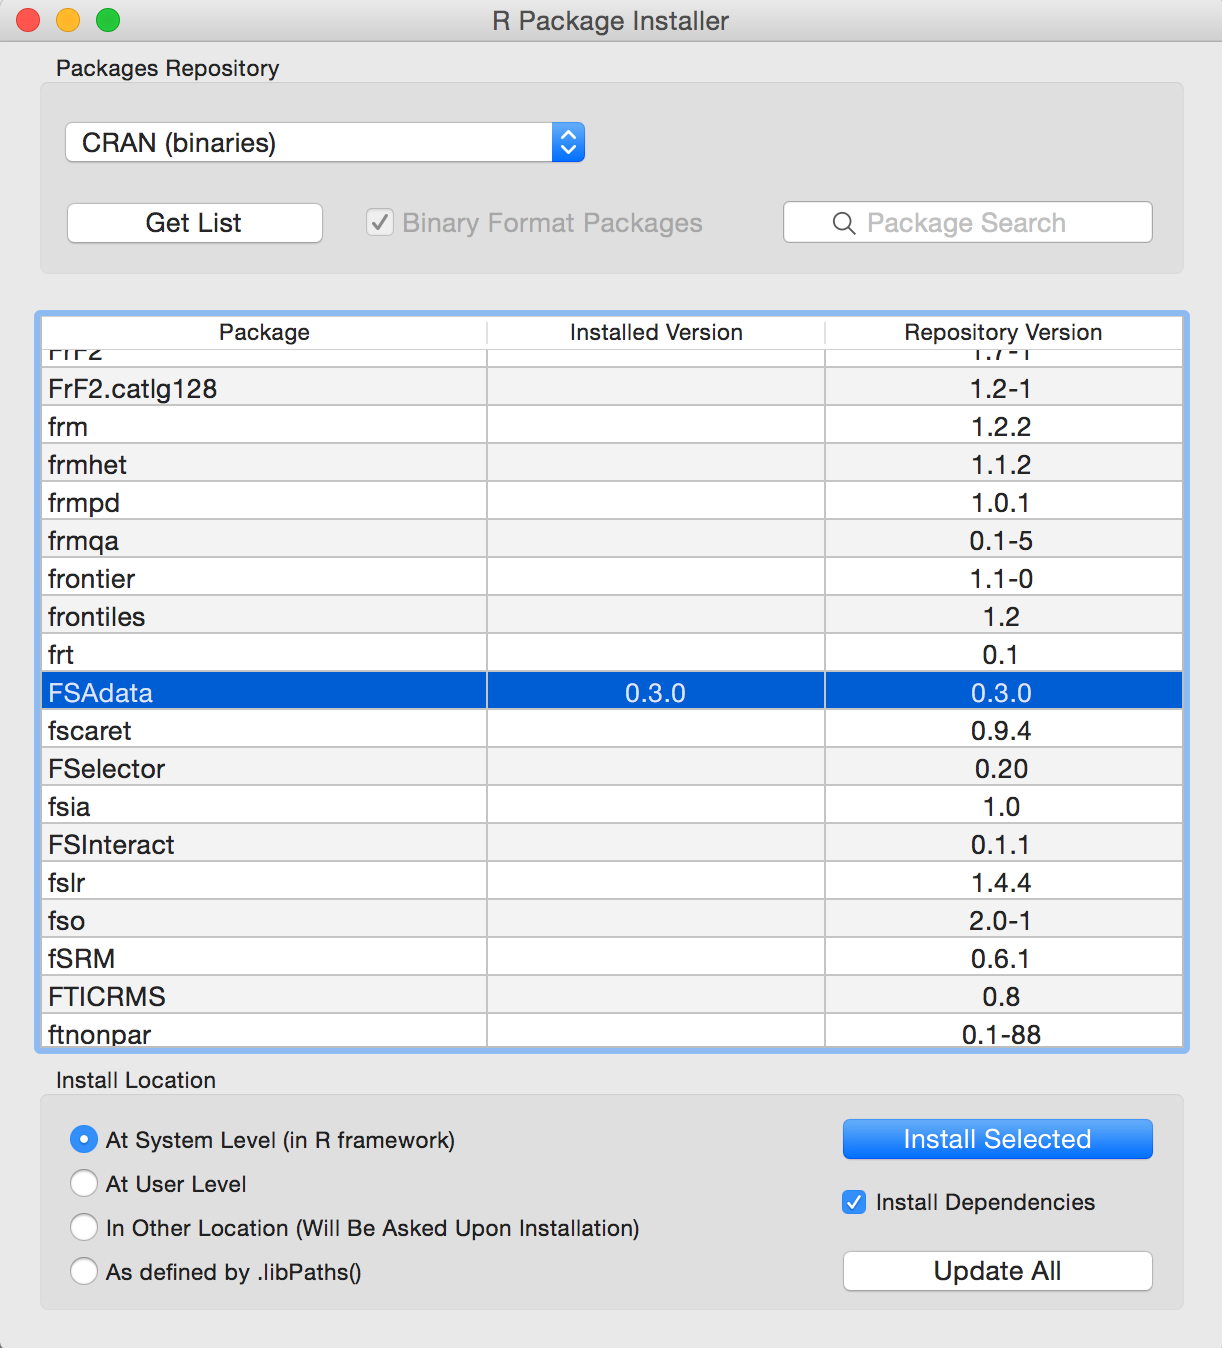 R Package Installer
Packages Repository
CRAN (binaries)
Get List Binary Format Packages Package Search
Package Installed Version Repository Version
FrF2 1.7-1
FrF2.catlg128 1.2-1
frm 1.2.2
frmhet 1.1.2
frmpd 1.0.1
frmqa 0.1-5
frontier 1.1-0
frontiles 1.2
frt 0.1
FSAdata 0.3.0 0.3.0
fscaret 0.9.4
FSelector 0.20
fsia 1.0
FSInteract 0.1.1
fslr 1.4.4
fso 2.0-1
fSRM 0.6.1
FTICRMS 0.8
ftnonpar 0.1-88
Install Location
At System Level (in R framework) Install Selected
At User Level Install Dependencies
In Other Location (Will Be Asked Upon Installation)
As defined by .libPaths() Update All